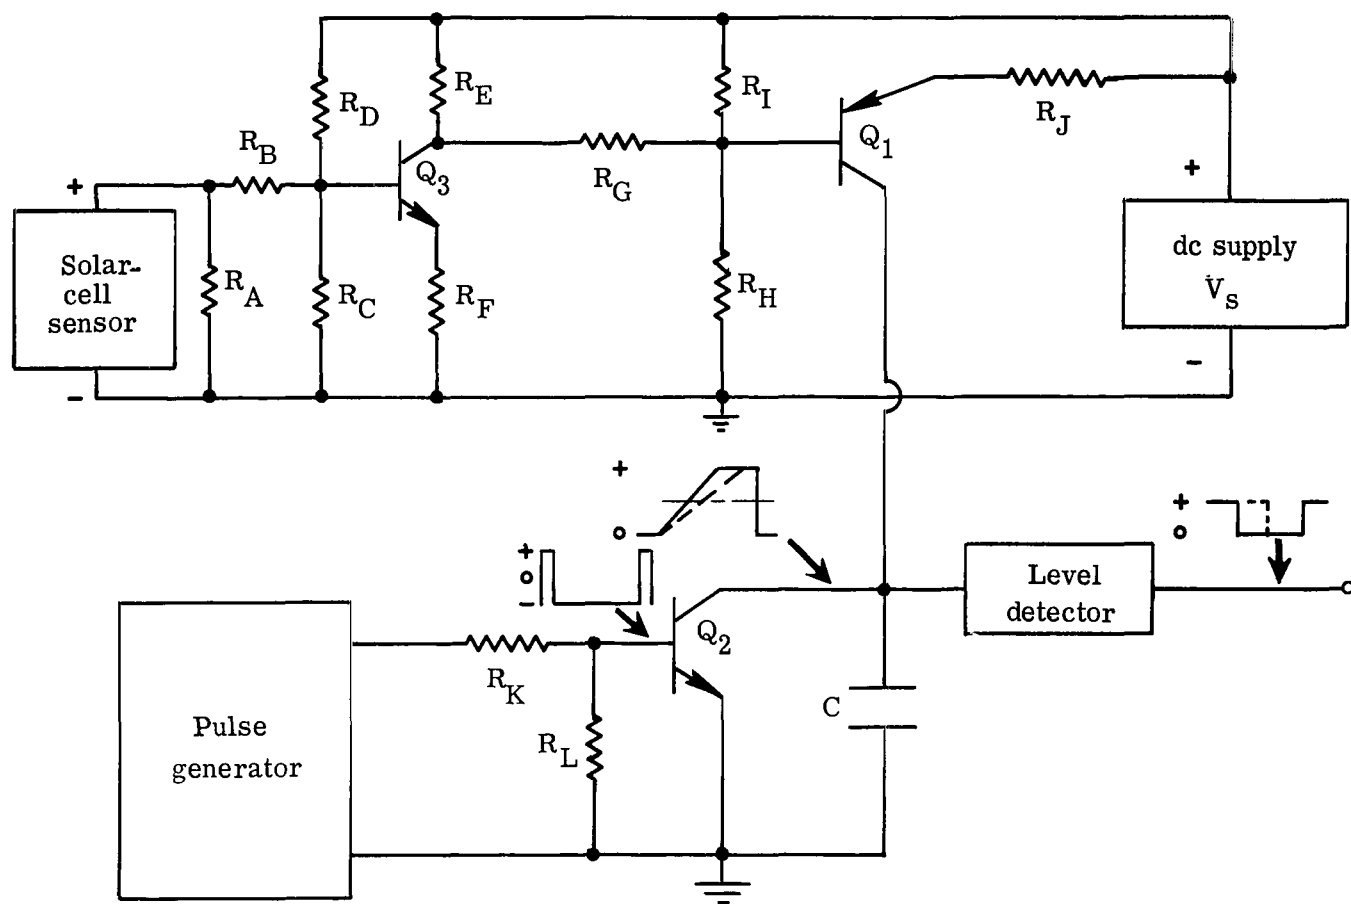 R_D
R_E
R_I
R_J
R_B
Q_3
Q_1
R_G
+
+
Solar-
cell
sensor
R_A
R_C
R_F
R_H
dc supply
V_s
−
−
+
o
+
o
+
o
−
Level
detector
Q_2
R_K
C
Pulse
generator
R_L